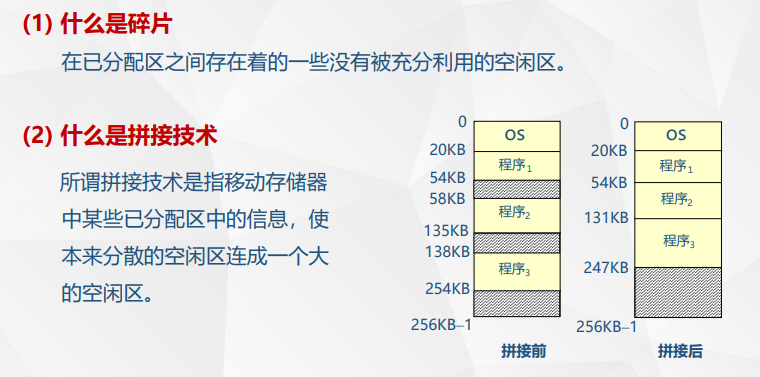 (1) 什么是碎片
在已分配区之间存在着的一些没有被充分利用的空闲区。
(2) 什么是拼接技术
所谓拼接技术是指移动存储器
中某些已分配区中的信息，使
本来分散的空闲区连成一个大
的空闲区。
0
OS
20KB
程序1
54KB
58KB
程序2
135KB
138KB
程序3
254KB
256KB–1
拼接前
0
OS
20KB
程序1
54KB
程序2
131KB
程序3
247KB
256KB–1
拼接后